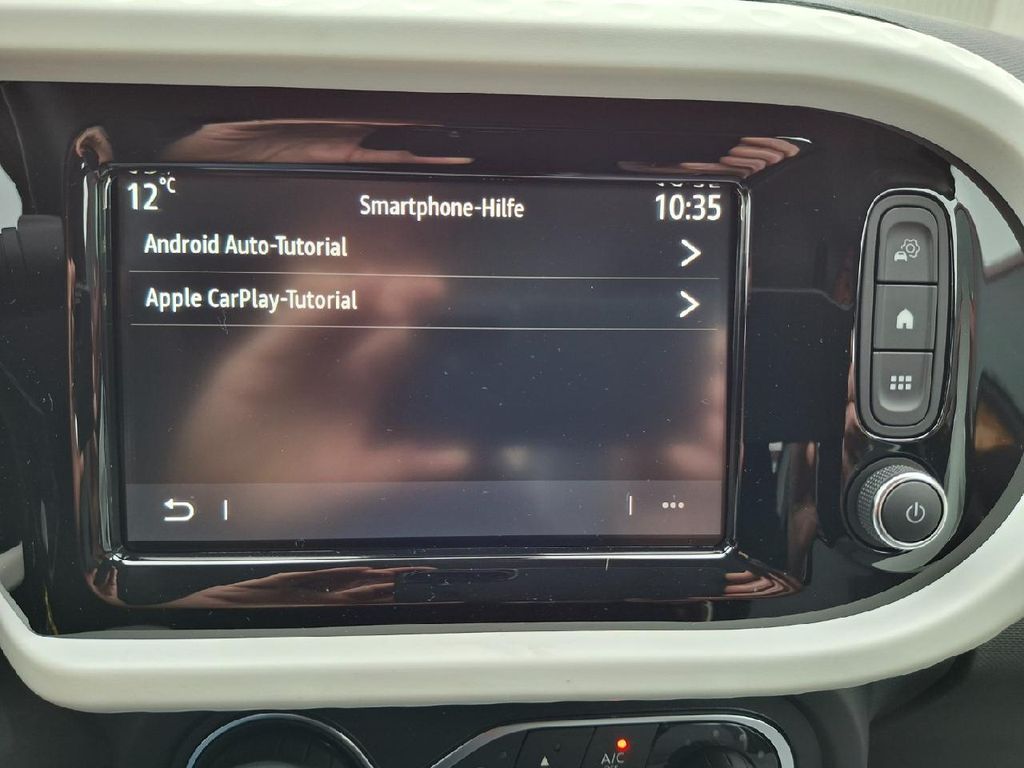 12°C
Smartphone-Hilfe
10:35
Android Auto-Tutorial
Apple CarPlay-Tutorial
A/C